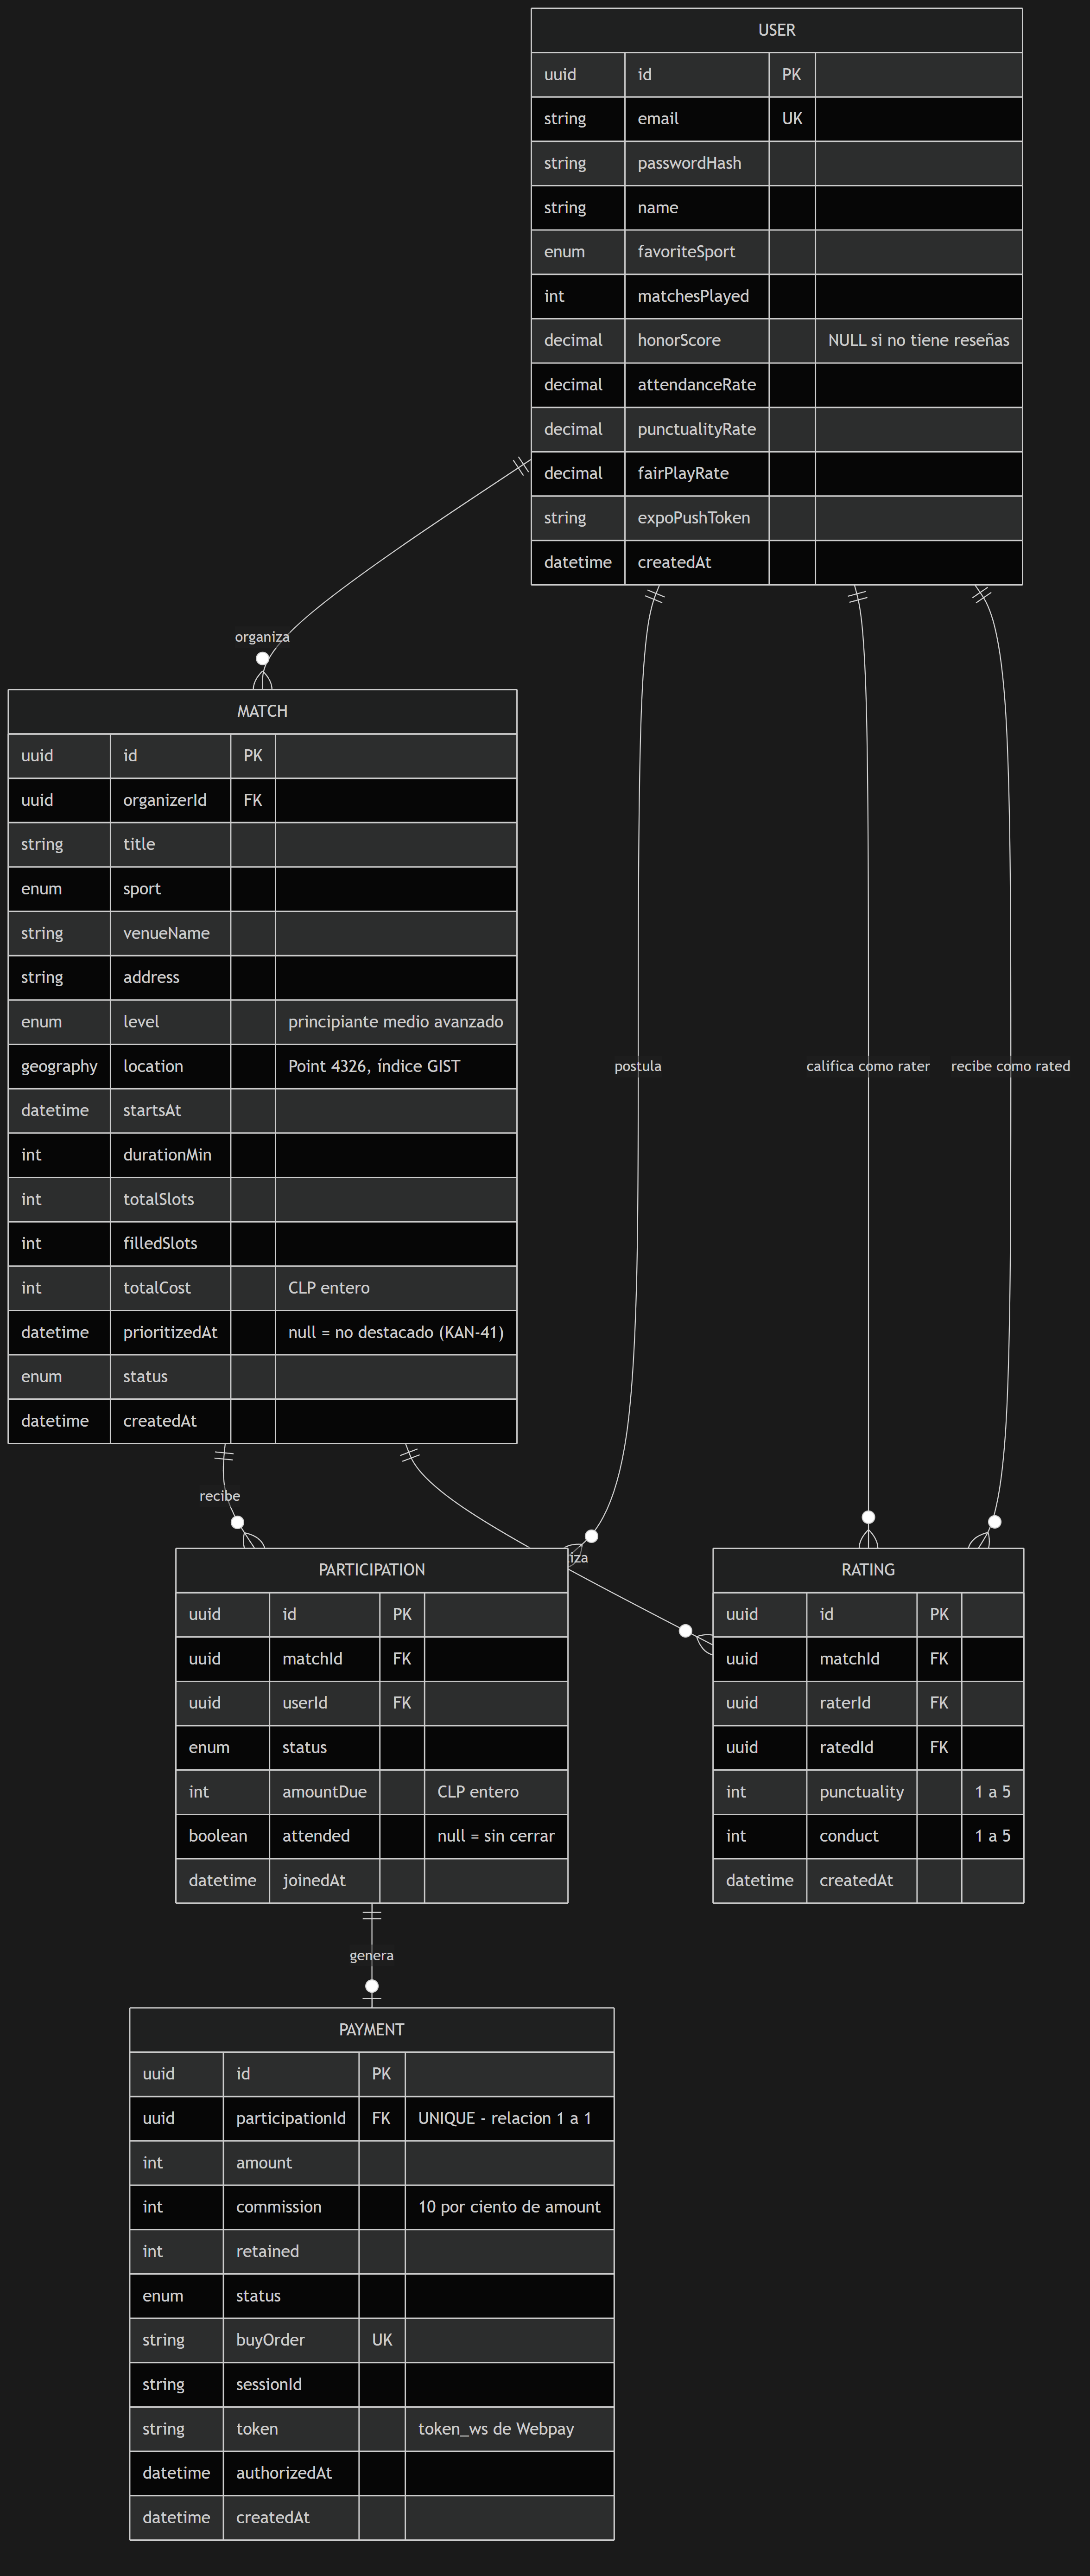 USER
uuid id PK
string email UK
string passwordHash
string name
enum favoriteSport
int matchesPlayed
decimal honorScore NULL si no tiene reseñas
decimal attendanceRate
decimal punctualityRate
decimal fairPlayRate
string expoPushToken
datetime createdAt
organiza
MATCH
uuid id PK
uuid organizerId FK
string title
enum sport
string venueName
string address
enum level principiante medio avanzado
geography location Point 4326, índice GIST
datetime startsAt
int durationMin
int totalSlots
int filledSlots
int totalCost CLP entero
datetime prioritizedAt null = no destacado (KAN-41)
enum status
datetime createdAt
postula
califica como rater
recibe como rated
recibe
PARTICIPATION
uuid id PK
uuid matchId FK
uuid userId FK
enum status
int amountDue CLP entero
boolean attended null = sin cerrar
datetime joinedAt
RATING
uuid id PK
uuid matchId FK
uuid raterId FK
uuid ratedId FK
int punctuality 1 a 5
int conduct 1 a 5
datetime createdAt
genera
PAYMENT
uuid id PK
uuid participationId FK UNIQUE - relacion 1 a 1
int amount
int commission 10 por ciento de amount
int retained
enum status
string buyOrder UK
string sessionId
string token token_ws de Webpay
datetime authorizedAt
datetime createdAt